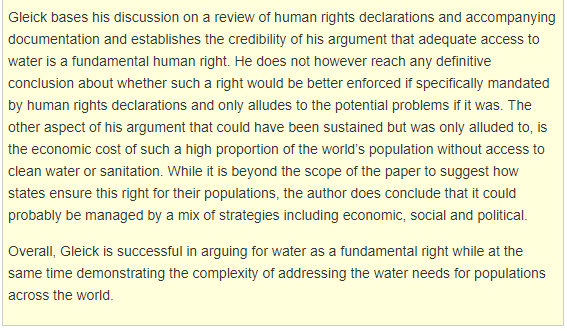 Gleick bases his discussion on a review of human rights declarations and accompanying
documentation and establishes the credibility of his argument that adequate access to
water is a fundamental human right. He does not however reach any definitive
conclusion about whether such a right would be better enforced if specifically mandated
by human rights declarations and only alludes to the potential problems if it was. The
other aspect of his argument that could have been sustained but was only alluded to, is
the economic cost of such a high proportion of the world's population without access to
clean water or sanitation. While it is beyond the scope of the paper to suggest how
states ensure this right for their populations, the author does conclude that it could
probably be managed by a mix of strategies including economic, social and political.
Overall, Gleick is successful in arguing for water as a fundamental right while at the
same time demonstrating the complexity of addressing the water needs for populations
across the world.